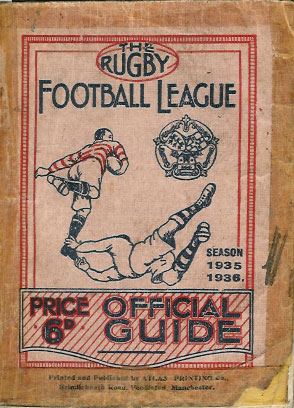 THE
RUGBY
FOOTBALL LEAGUE
SEASON
1935
1936.
PRICE
6D
OFFICIAL
GUIDE
Printed and Published by ATLAS PRINTING Co.,
Road, Pendleton, Manchester.